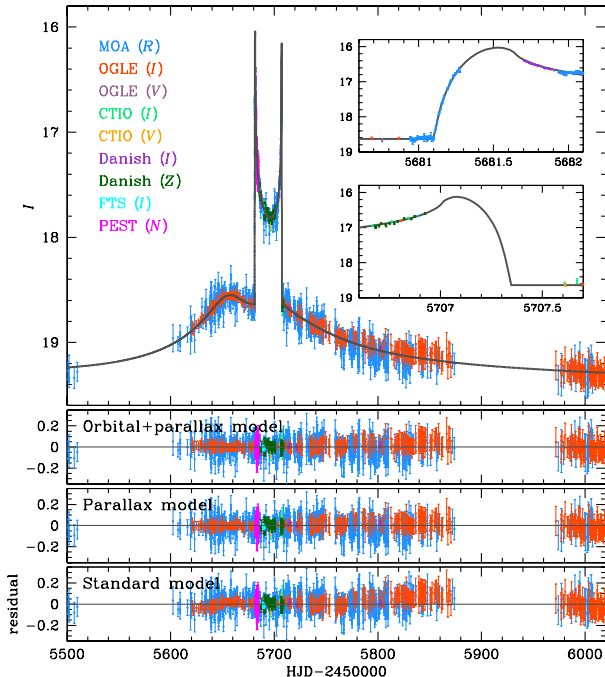 16
17
18
19
I
MOA (R)
OGLE (I)
OGLE (V)
CTIO (I)
CTIO (V)
Danish (I)
Danish (Z)
FTS (I)
PEST (N)
16
17
18
19
5681 5681.5 5682
16
17
18
19
5707 5707.5
0.2
0
−0.2
Orbital+parallax model
0.2
0
−0.2
Parallax model
0.2
0
−0.2
Standard model
residual
5500 5600 5700 5800 5900 6000
HJD-2450000